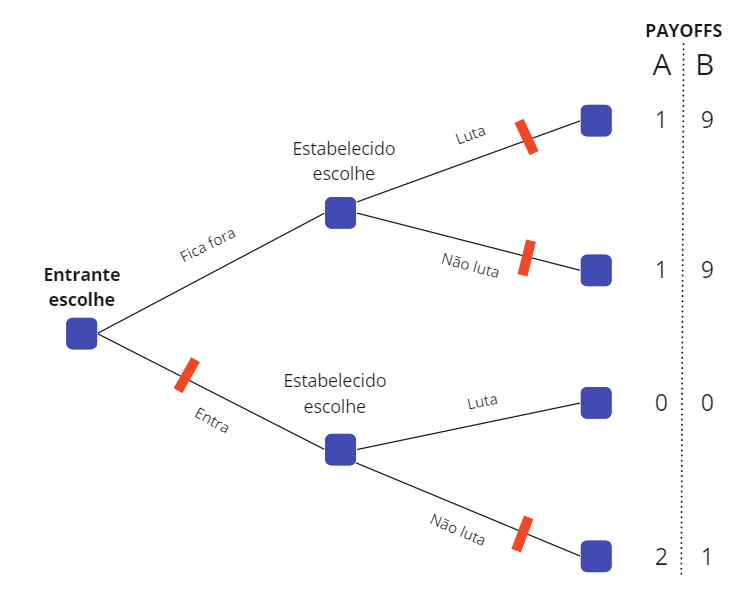 PAYOFFS
A B
Luta
1 9
Estabelecido
escolhe
Fica fora
Não luta
1 9
Entrante
escolhe
Estabelecido
escolhe
Luta
0 0
Entra
Não luta
2 1